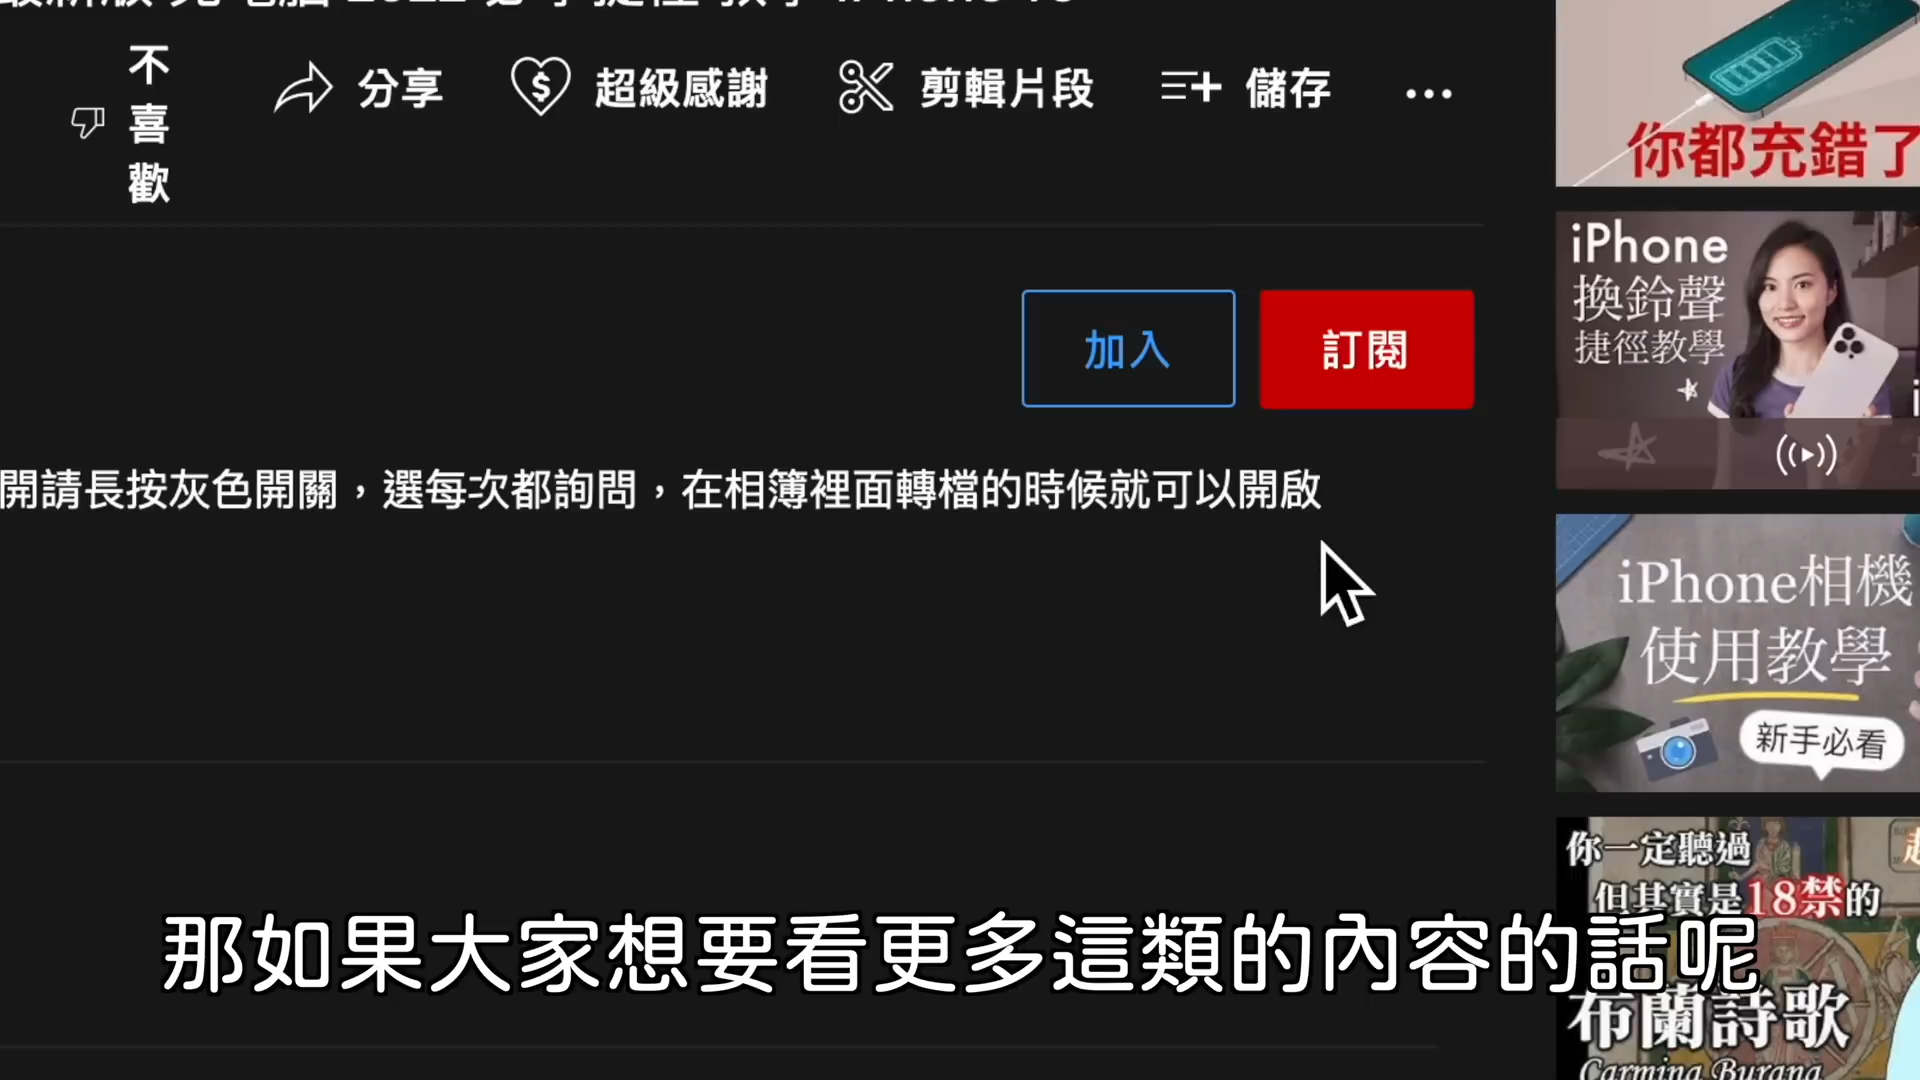 不喜歡
分享
超級感謝
剪輯片段
儲存
你都充錯了
iPhone
換鈴聲
捷徑教學
加入
訂閱
開請長按灰色開關，選每次都詢問，在相簿裡面轉檔的時候就可以開啟
iPhone相機
使用教學
新手必看
你一定聽過
但其實是18禁的
那如果大家想要看更多這類的內容的話呢
布蘭詩歌
Carmina Burana